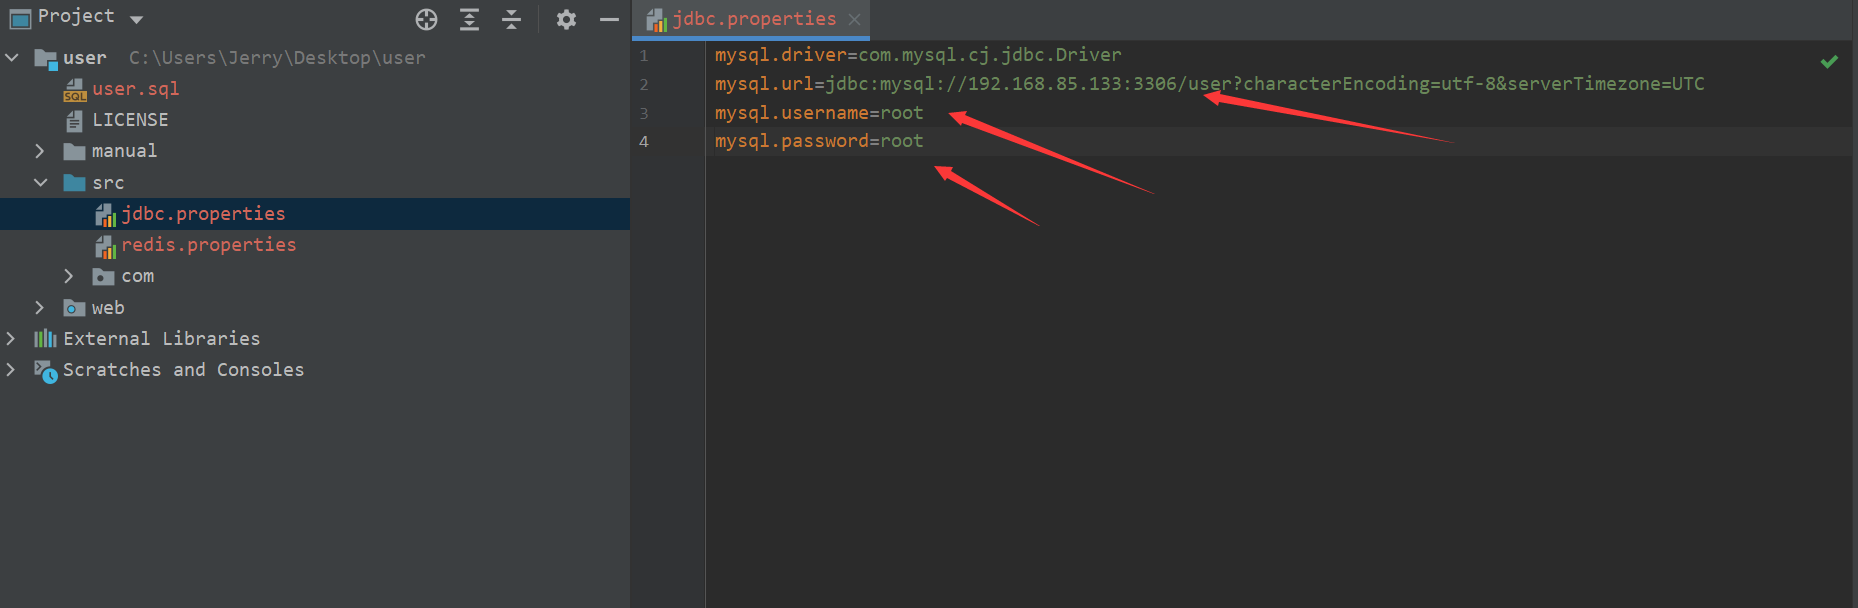 Project
user C:\Users\Jerry\Desktop\user
user.sql
SQL
LICENSE
manual
src
jdbc.properties
redis.properties
com
web
External Libraries
Scratches and Consoles
jdbc.properties
1 mysql.driver=com.mysql.cj.jdbc.Driver
2 mysql.url=jdbc:mysql://192.168.85.133:3306/user?characterEncoding=utf-8&serverTimezone=UTC
3 mysql.username=root
4 mysql.password=root